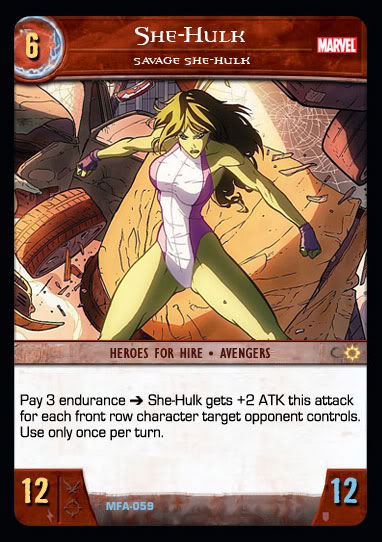 6
She-Hulk
MARVEL
SAVAGE SHE-HULK
HEROES FOR HIRE • AVENGERS
Pay 3 endurance ➔ She-Hulk gets +2 ATK this attack
for each front row character target opponent controls.
Use only once per turn.
12
MFA-059
12